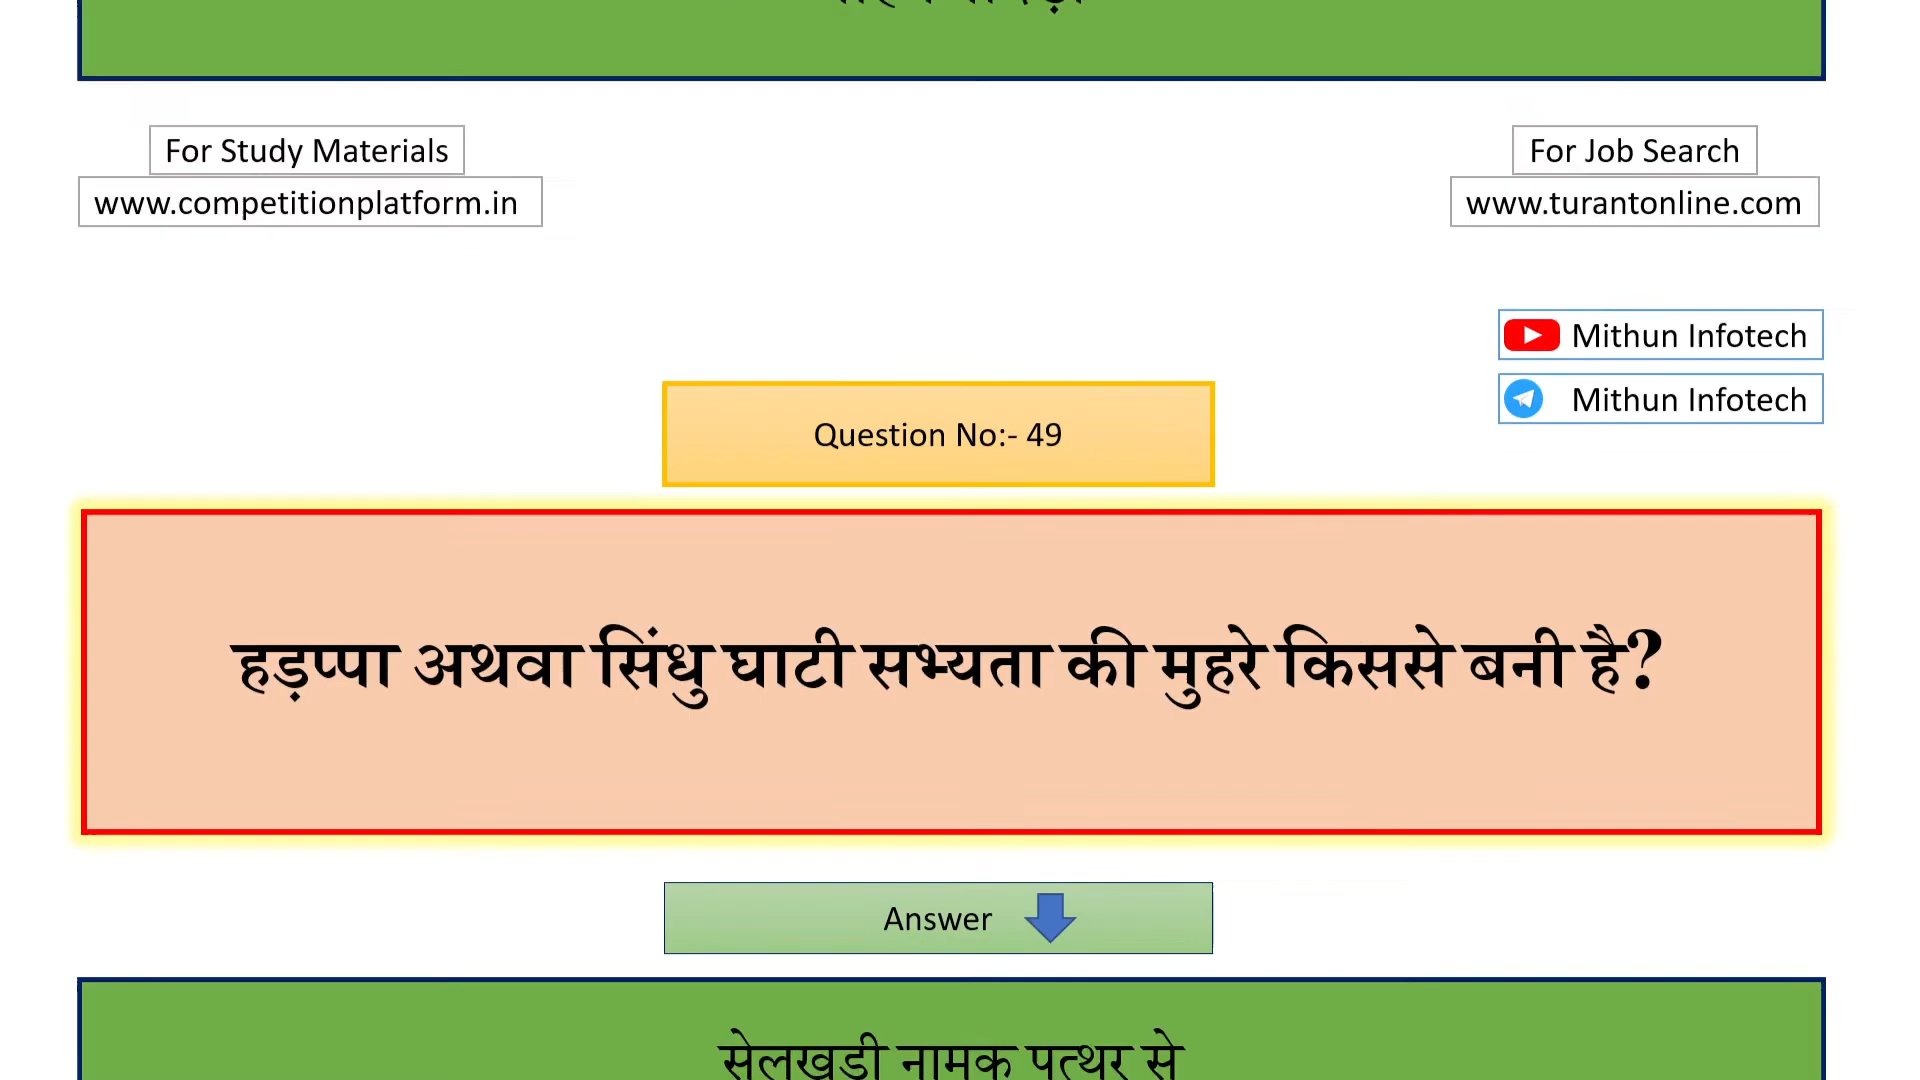 For Study Materials
www.competitionplatform.in
For Job Search
www.turantonline.com
Mithun Infotech
Mithun Infotech
Question No:- 49
हड़प्पा अथवा सिंधु घाटी सभ्यता की मुहरे किससे बनी है?
Answer
सेलखड़ी नामक पत्थर से